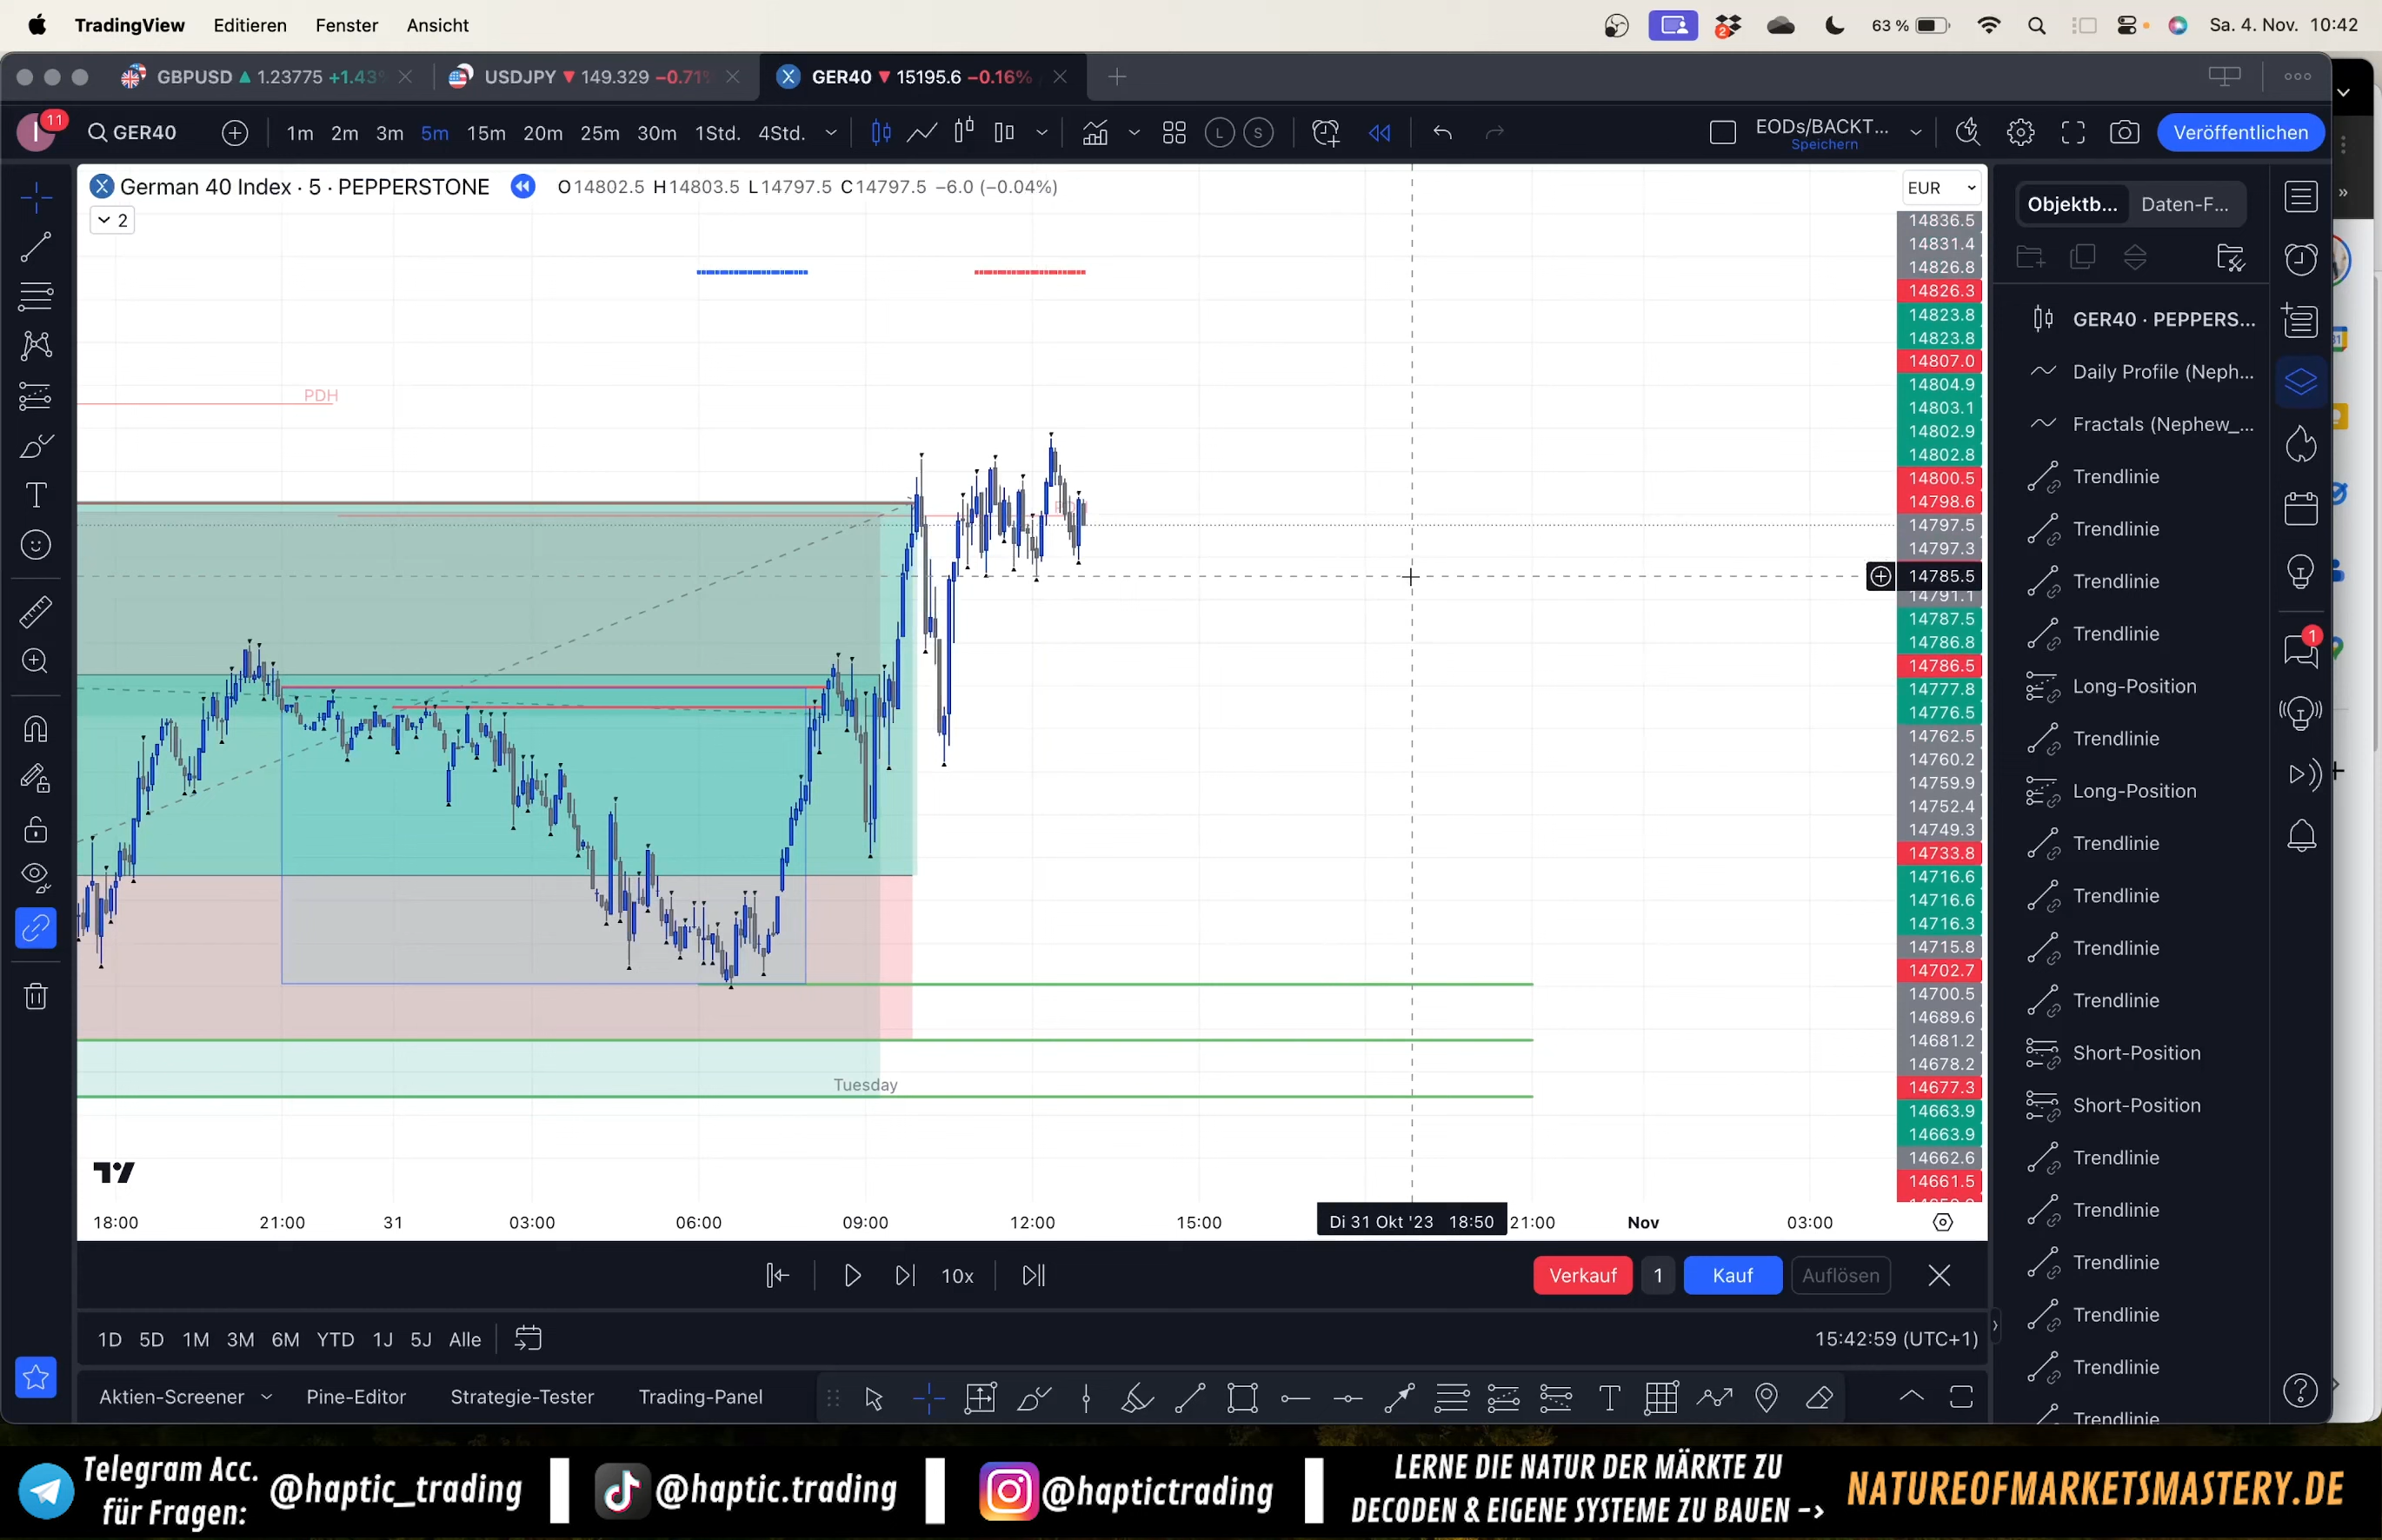 TradingView Editieren Fenster Ansicht
2 63 % Sa. 4. Nov. 10:42
GBPUSD 1.23775 +1.43%
USDJPY 149.329 −0.71%
GER40 15195.6 −0.16%
11 GER40 1m 2m 3m 5m 15m 20m 25m 30m 1Std. 4Std. L S
EODs/BACKT...
Speichern
Veröffentlichen
German 40 Index · 5 · PEPPERSTONE O14802.5 H14803.5 L14797.5 C14797.5 −6.0 (−0.04%)
2
EUR
PDH
Tuesday
14836.5
14831.4
14826.8
14826.3
14823.8
14823.8
14807.0
14804.9
14803.1
14802.9
14802.8
14800.5
14798.6
14797.5
14797.3
14785.5
14791.1
14787.5
14786.8
14786.5
14777.8
14776.5
14762.5
14760.2
14759.9
14752.4
14749.3
14733.8
14716.6
14716.6
14716.3
14715.8
14702.7
14700.5
14689.6
14681.2
14678.2
14677.3
14663.9
14663.9
14662.6
14661.5
18:00 21:00 31 03:00 06:00 09:00 12:00 15:00 Di 31 Okt '23 18:50 21:00 Nov 03:00
10x
Verkauf 1 Kauf Auflösen
1D 5D 1M 3M 6M YTD 1J 5J Alle
15:42:59 (UTC+1)
Aktien-Screener Pine-Editor Strategie-Tester Trading-Panel
Objektb... Daten-F...
GER40 · PEPPERS...
Daily Profile (Neph...
Fractals (Nephew_...
Trendlinie
Trendlinie
Trendlinie
Trendlinie
Long-Position
Trendlinie
Long-Position
Trendlinie
Trendlinie
Trendlinie
Trendlinie
Short-Position
Short-Position
Trendlinie
Trendlinie
Trendlinie
Trendlinie
Trendlinie
Trendlinie
1
Telegram Acc.
für Fragen:
@haptic_trading
@haptic.trading
@haptictrading
LERNE DIE NATUR DER MÄRKTE ZU
DECODEN & EIGENE SYSTEME ZU BAUEN –>
NATUREOFMARKETSMASTERY.DE